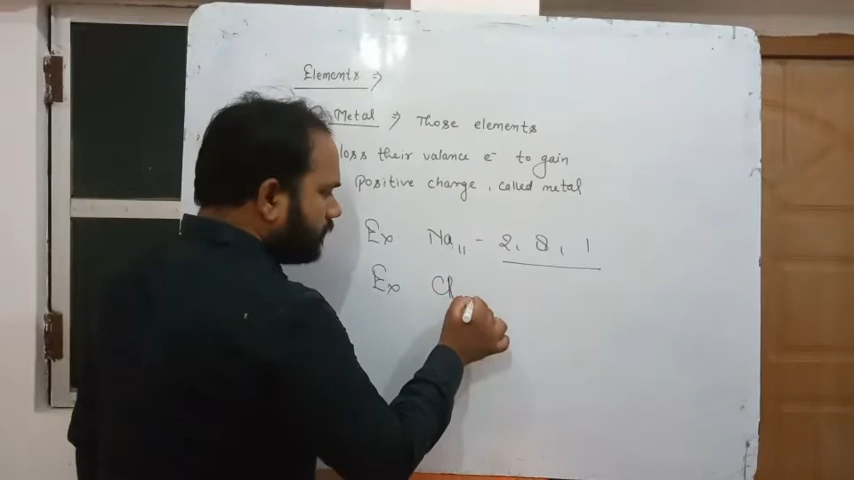 Elements ⇒
Metal ⇒ Those elements
loss their valance e⁻ to gain
positive charge, called metal
Ex Na₁₁ - 2, 8, 1
Ex Cl